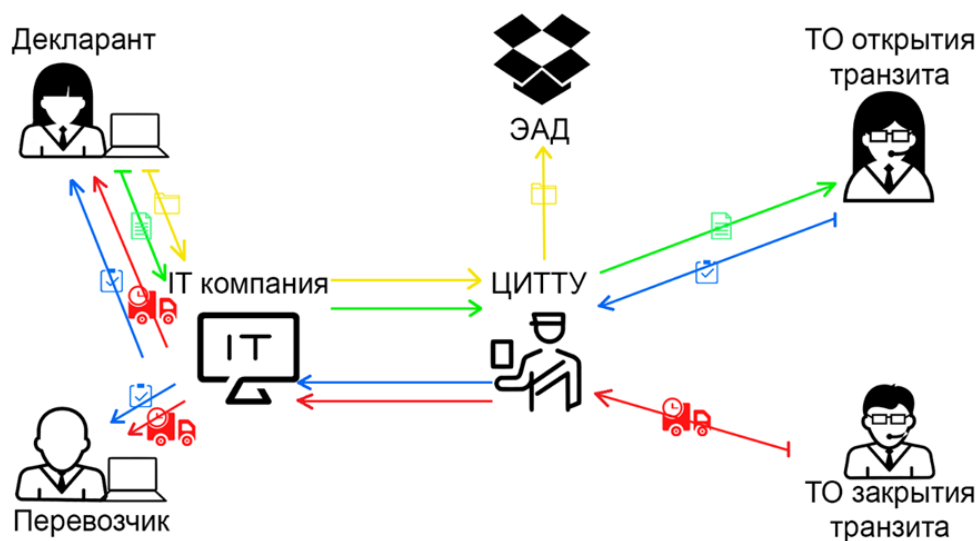 Декларант
ЭАД
ТО открытия
транзита
IT компания
ЦИТТУ
IT
Перевозчик
ТО закрытия
транзита